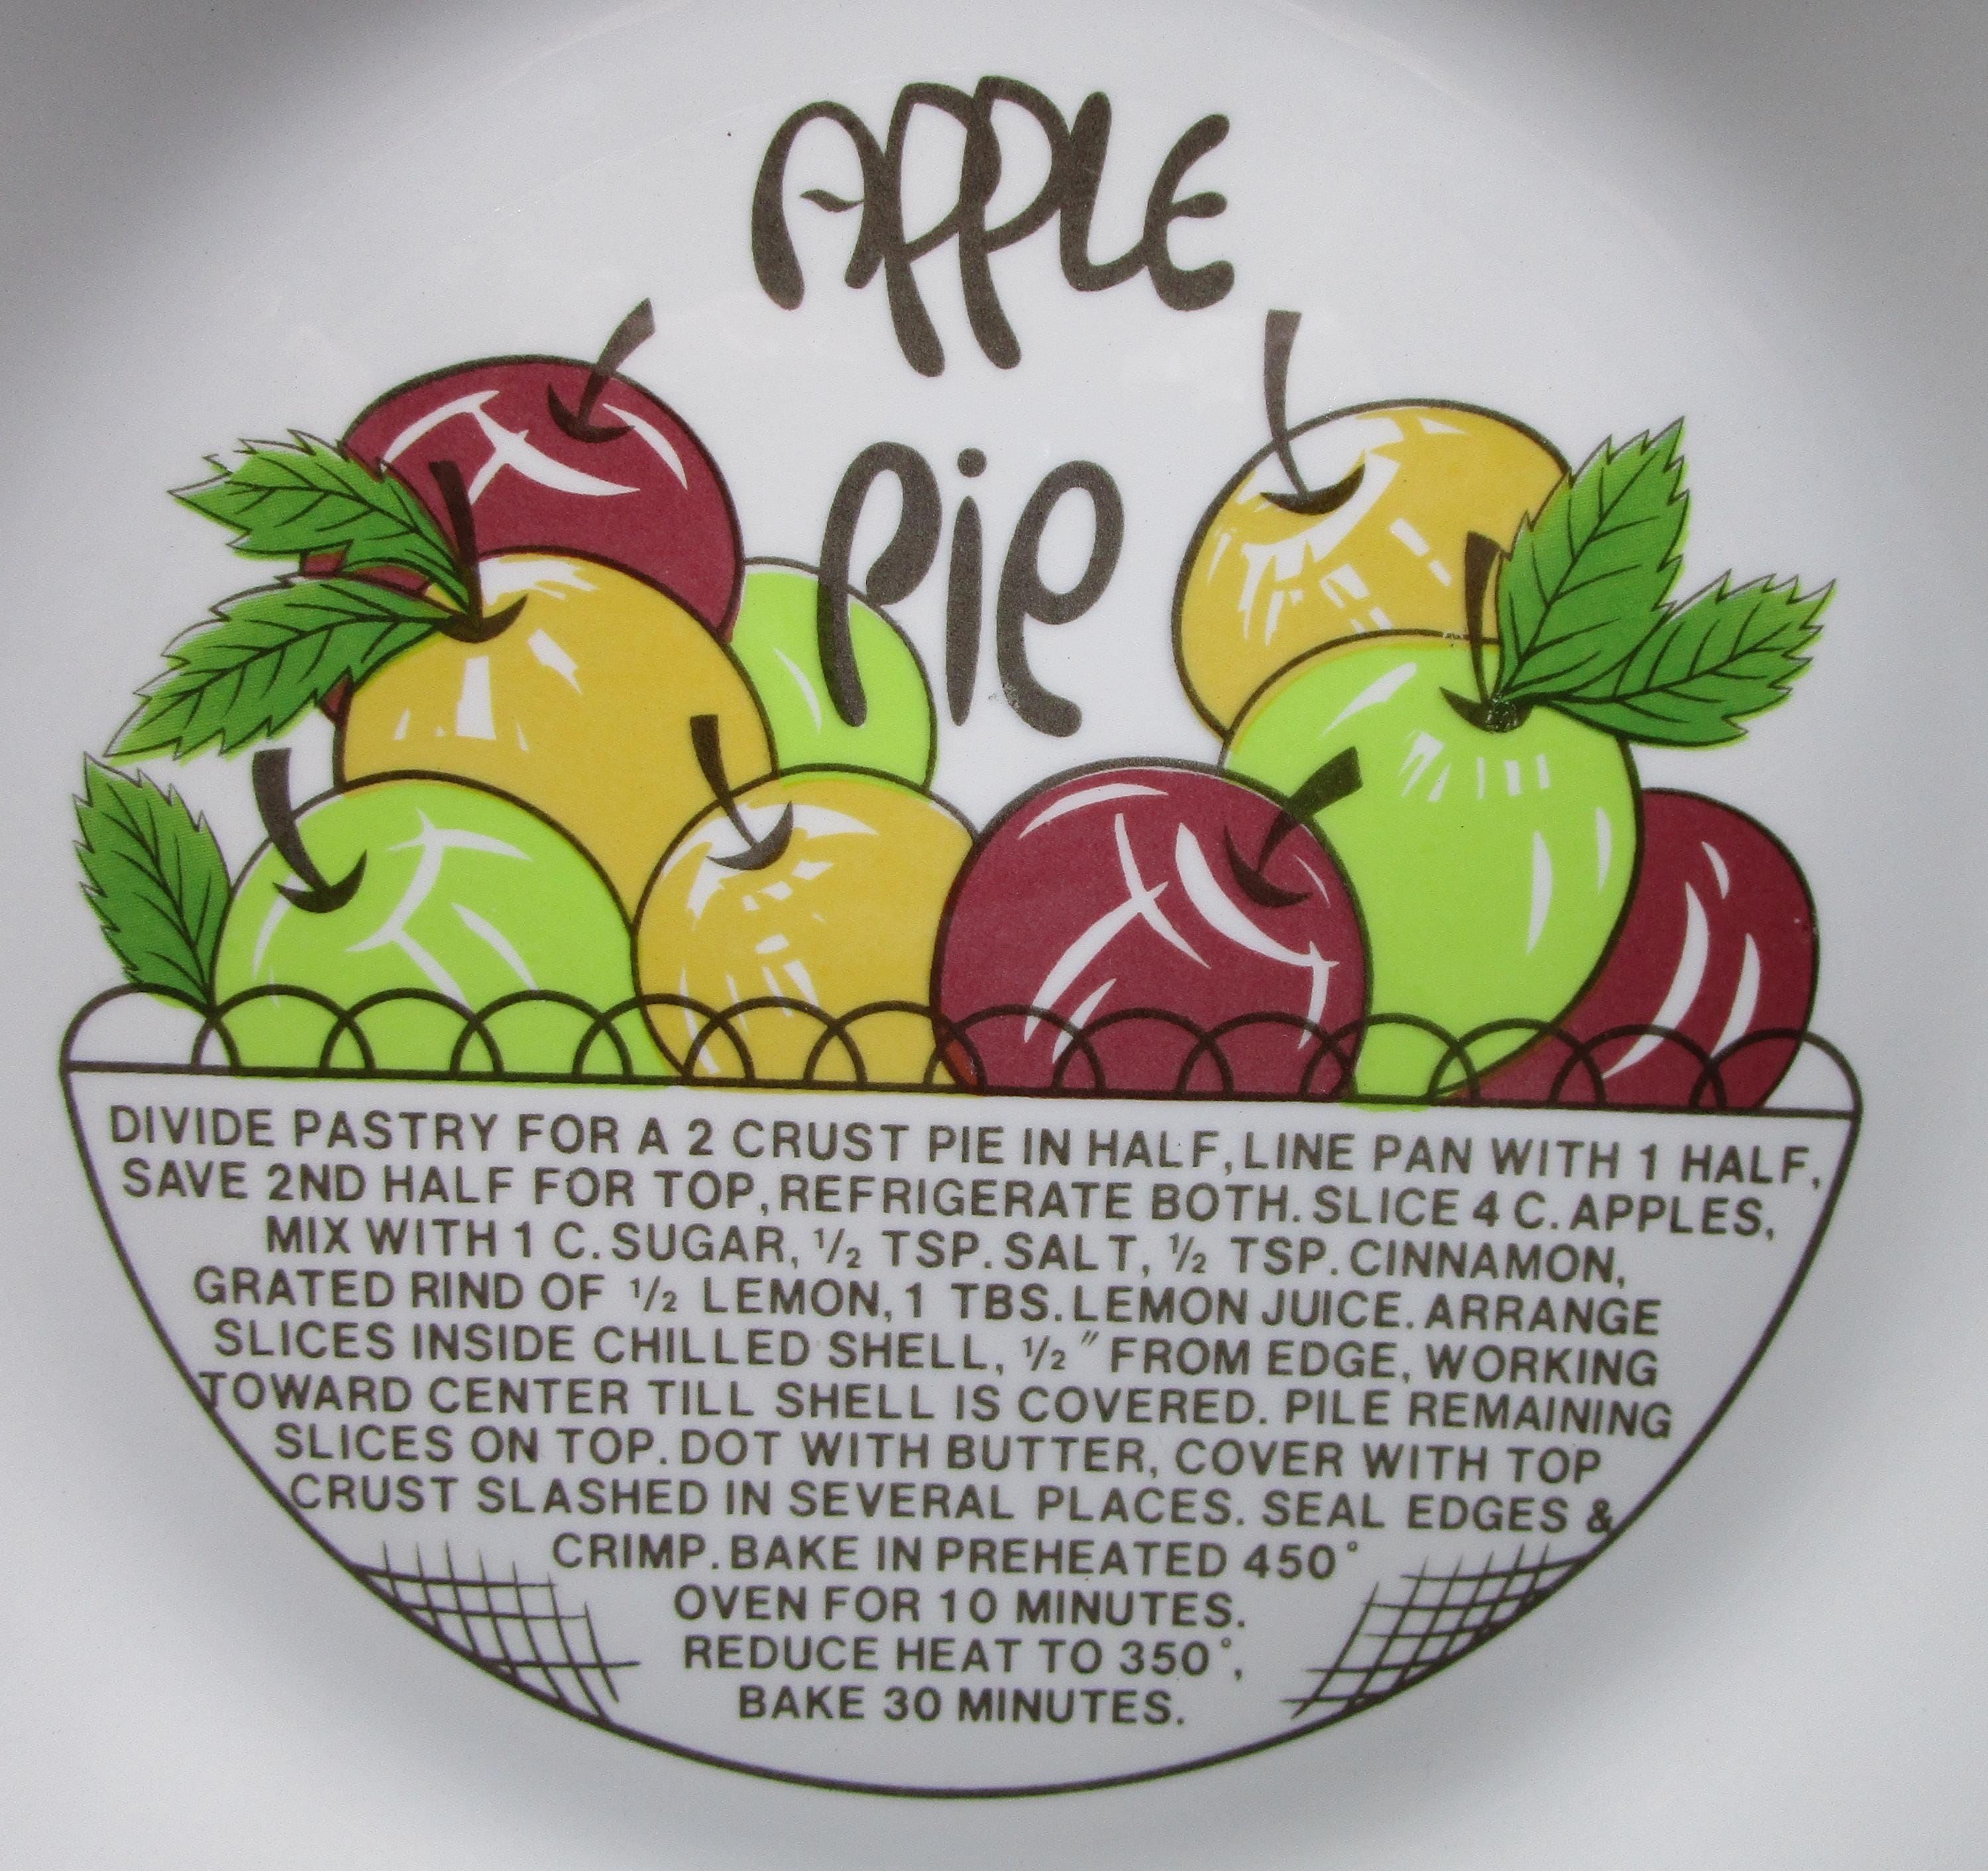 APPLE
Pie
DIVIDE PASTRY FOR A 2 CRUST PIE IN HALF, LINE PAN WITH 1 HALF,
SAVE 2ND HALF FOR TOP, REFRIGERATE BOTH. SLICE 4 C. APPLES,
MIX WITH 1 C. SUGAR, 1/2 TSP. SALT, 1/2 TSP. CINNAMON,
GRATED RIND OF 1/2 LEMON, 1 TBS. LEMON JUICE. ARRANGE
SLICES INSIDE CHILLED SHELL, 1/2" FROM EDGE, WORKING
TOWARD CENTER TILL SHELL IS COVERED. PILE REMAINING
SLICES ON TOP. DOT WITH BUTTER, COVER WITH TOP
CRUST SLASHED IN SEVERAL PLACES. SEAL EDGES &
CRIMP. BAKE IN PREHEATED 450°
OVEN FOR 10 MINUTES.
REDUCE HEAT TO 350°,
BAKE 30 MINUTES.